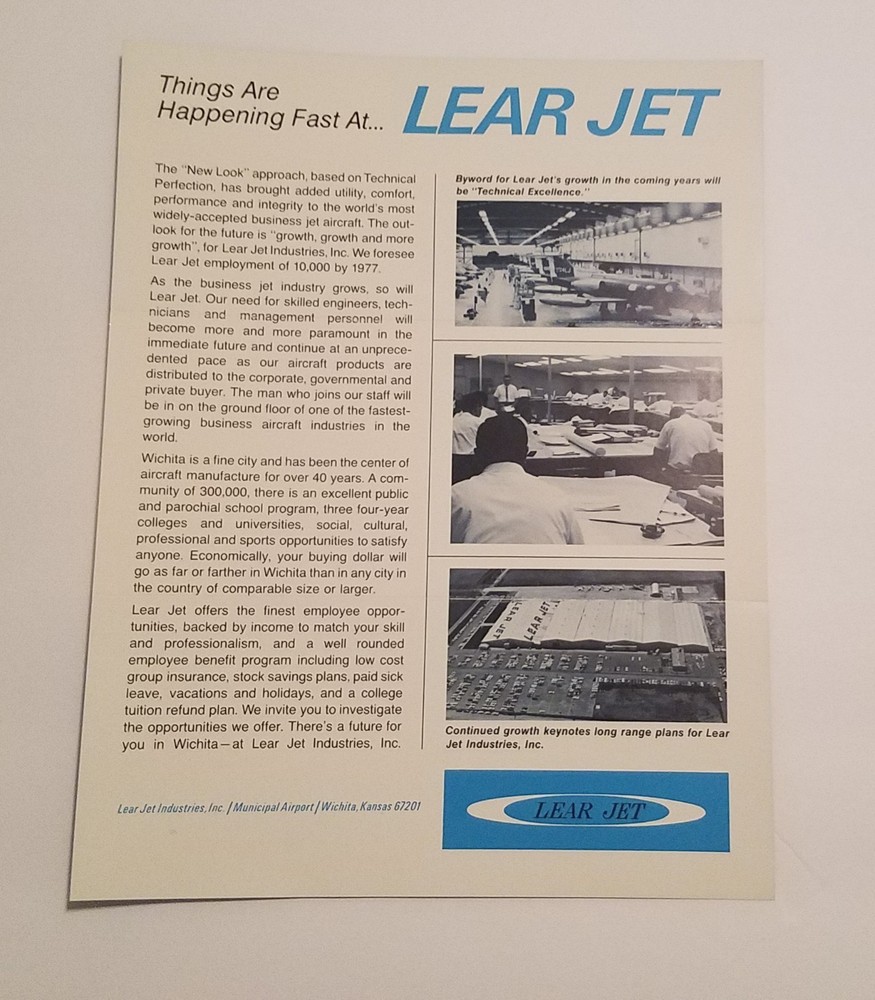 Things Are
Happening Fast At... LEAR JET
The "New Look" approach, based on Technical
Perfection, has brought added utility, comfort,
performance and integrity to the world's most
widely-accepted business jet aircraft. The out-
look for the future is "growth, growth and more
growth", for Lear Jet Industries, Inc. We foresee
Lear Jet employment of 10,000 by 1977.
As the business jet industry grows, so will
Lear Jet. Our need for skilled engineers, tech-
nicians and management personnel will
become more and more paramount in the
immediate future and continue at an unprece-
dented pace as our aircraft products are
distributed to the corporate, governmental and
private buyer. The man who joins our staff will
be in on the ground floor of one of the fastest-
growing business aircraft industries in the
world.
Wichita is a fine city and has been the center of
aircraft manufacture for over 40 years. A com-
munity of 300,000, there is an excellent public
and parochial school program, three four-year
colleges and universities, social, cultural,
professional and sports opportunities to satisfy
anyone. Economically, your buying dollar will
go as far or farther in Wichita than in any city in
the country of comparable size or larger.
Lear Jet offers the finest employee oppor-
tunities, backed by income to match your skill
and professionalism, and a well rounded
employee benefit program including low cost
group insurance, stock savings plans, paid sick
leave, vacations and holidays, and a college
tuition refund plan. We invite you to investigate
the opportunities we offer. There's a future for
you in Wichita—at Lear Jet Industries, Inc.
Byword for Lear Jet's growth in the coming years will
be "Technical Excellence."
LEAR JET
LEAR JET
Continued growth keynotes long range plans for Lear
Jet Industries, Inc.
Lear Jet Industries, Inc. / Municipal Airport / Wichita, Kansas 67201
LEAR JET